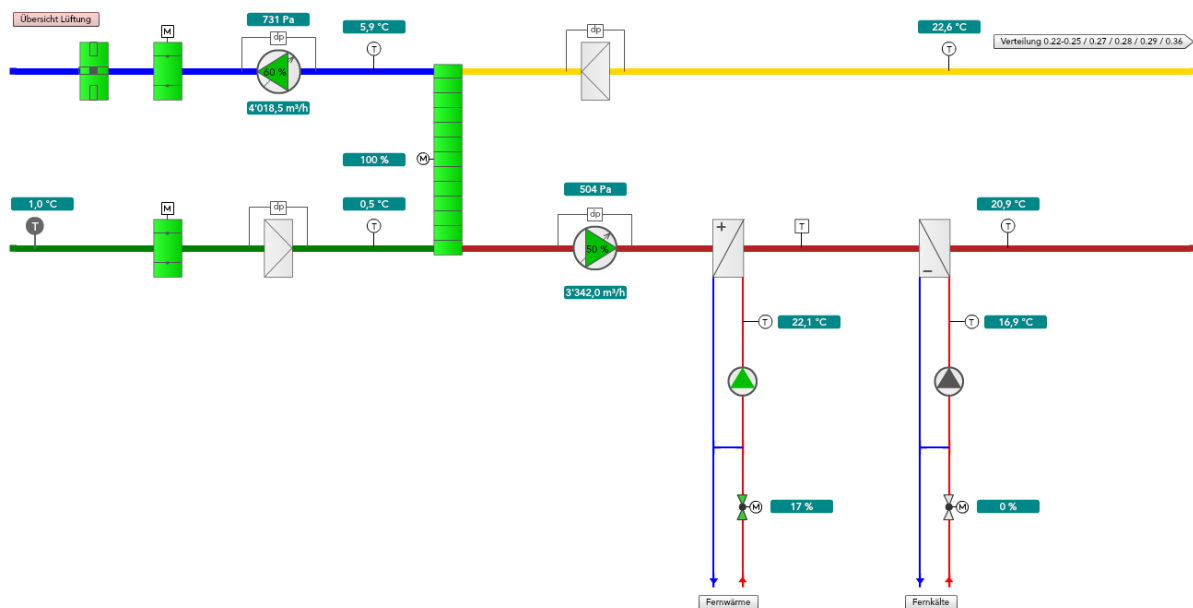 Übersicht Lüftung
M
731 Pa
dp
60 %
4'018,5 m³/h
5,9 °C
T
dp
22,6 °C
T
Verteilung 0.22-0.25 / 0.27 / 0.28 / 0.29 / 0.36
100 %
M
1,0 °C
T
M
dp
0,5 °C
T
504 Pa
dp
50 %
3'342,0 m³/h
+
T
–
20,9 °C
T
T
22,1 °C
T
16,9 °C
M
17 %
M
0 %
Fernwärme
Fernkälte